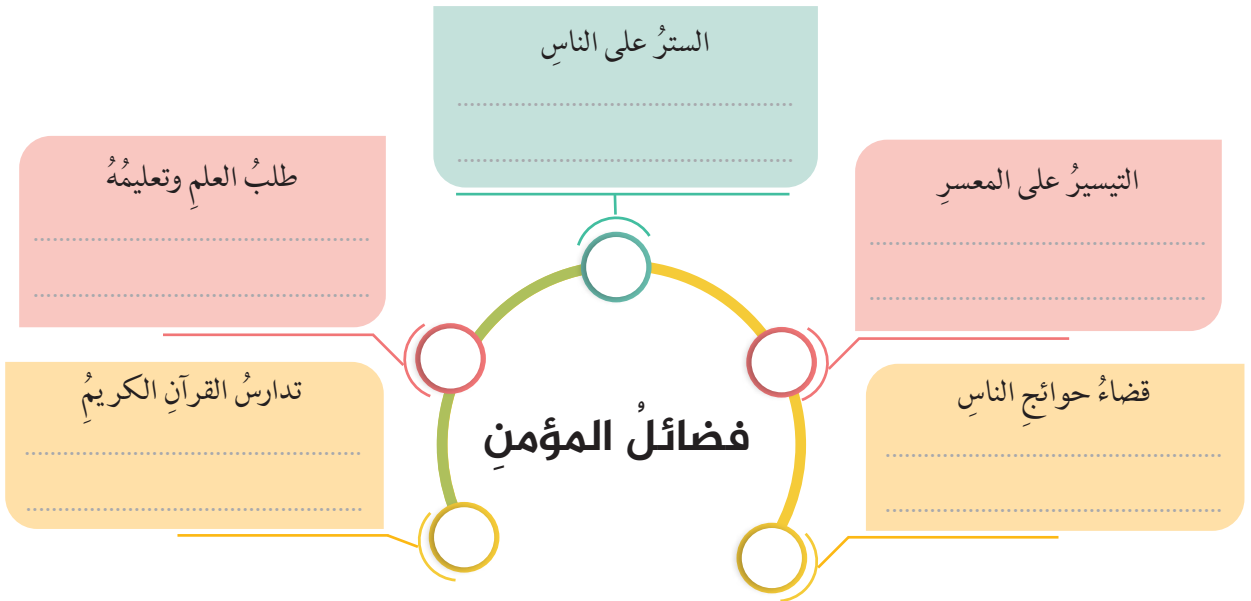 السترُ على الناسِ
التيسيرُ على المعسرِ
طلبُ العلمِ وتعليمُهُ
قضاءُ حوائجِ الناسِ
تدارسُ القرآنِ الكريمُِ
فضائلُ المؤمنِ